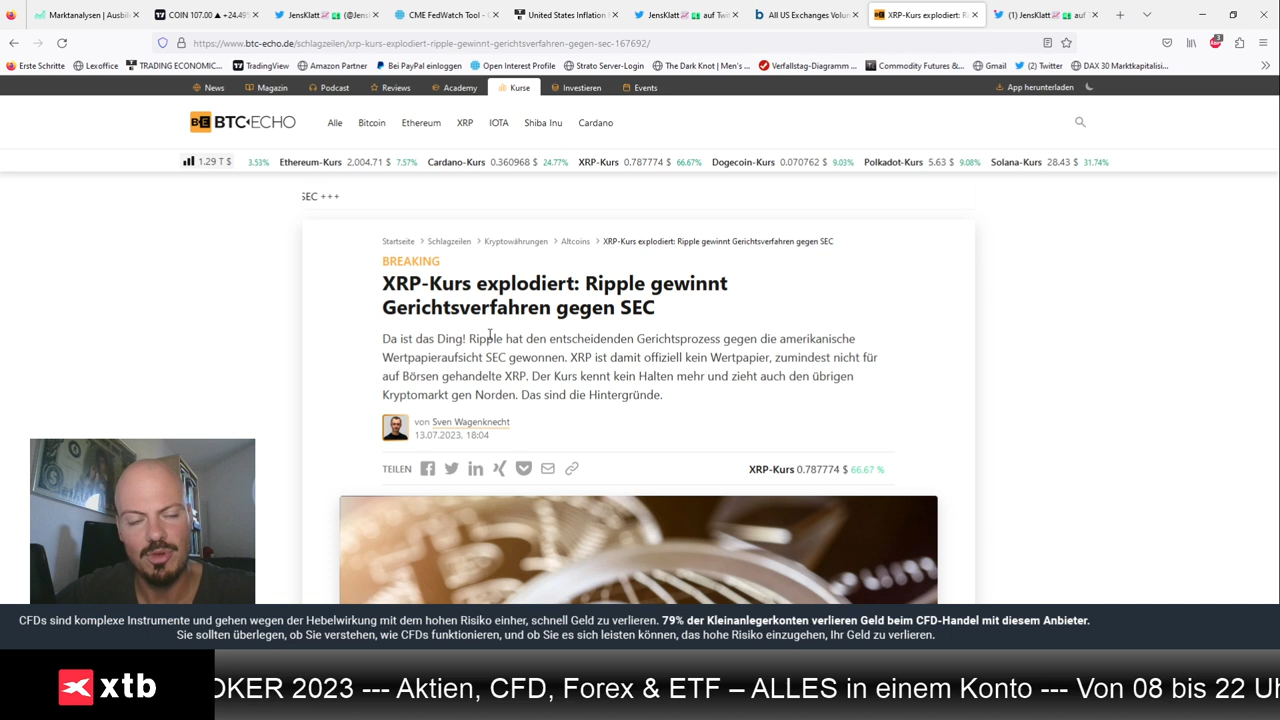 Marktanalysen | Ausbil
COIN 107.00 ▲ +24.49%
JensKlatt (@Jens
CME FedWatch Tool - C
United States Inflation
JensKlatt auf Twit
All US Exchanges Volun
XRP-Kurs explodiert: R
(1) JensKlatt auf
https://www.btc-echo.de/schlagzeilen/xrp-kurs-explodiert-ripple-gewinnt-gerichtsverfahren-gegen-sec-167692/
3
Erste Schritte Lexoffice TRADING ECONOMIC... TradingView Amazon Partner Bei PayPal einloggen Open Interest Profile Strato Server-Login The Dark Knot | Men's ... Verfallstag-Diagramm ... Commodity Futures &... Gmail (2) Twitter DAX 30 Marktkapitalisi...
News Magazin Podcast Reviews Academy Kurse Investieren Events App herunterladen
BTC-ECHO Alle Bitcoin Ethereum XRP IOTA Shiba Inu Cardano
1.29 T $ 3.53% Ethereum-Kurs 2,004.71 $ 7.57% Cardano-Kurs 0.360968 $ 24.77% XRP-Kurs 0.787774 $ 66.67% Dogecoin-Kurs 0.070762 $ 9.03% Polkadot-Kurs 5.63 $ 9.08% Solana-Kurs 28.43 $ 31,74%
SEC +++
Startseite > Schlagzeilen > Kryptowährungen > Altcoins > XRP-Kurs explodiert: Ripple gewinnt Gerichtsverfahren gegen SEC
BREAKING
XRP-Kurs explodiert: Ripple gewinnt
Gerichtsverfahren gegen SEC
Da ist das Ding! Ripple hat den entscheidenden Gerichtsprozess gegen die amerikanische
Wertpapieraufsicht SEC gewonnen. XRP ist damit offiziell kein Wertpapier, zumindest nicht für
auf Börsen gehandelte XRP. Der Kurs kennt kein Halten mehr und zieht auch den übrigen
Kryptomarkt gen Norden. Das sind die Hintergründe.
von Sven Wagenknecht
13.07.2023, 18:04
TEILEN
XRP-Kurs 0.787774 $ 66.67 %
CFDs sind komplexe Instrumente und gehen wegen der Hebelwirkung mit dem hohen Risiko einher, schnell Geld zu verlieren. 79% der Kleinanlegerkonten verlieren Geld beim CFD-Handel mit diesem Anbieter.
Sie sollten überlegen, ob Sie verstehen, wie CFDs funktionieren, und ob Sie es sich leisten können, das hohe Risiko einzugehen, Ihr Geld zu verlieren.
xtb
OKER 2023 --- Aktien, CFD, Forex & ETF – ALLES in einem Konto --- Von 08 bis 22 Uh